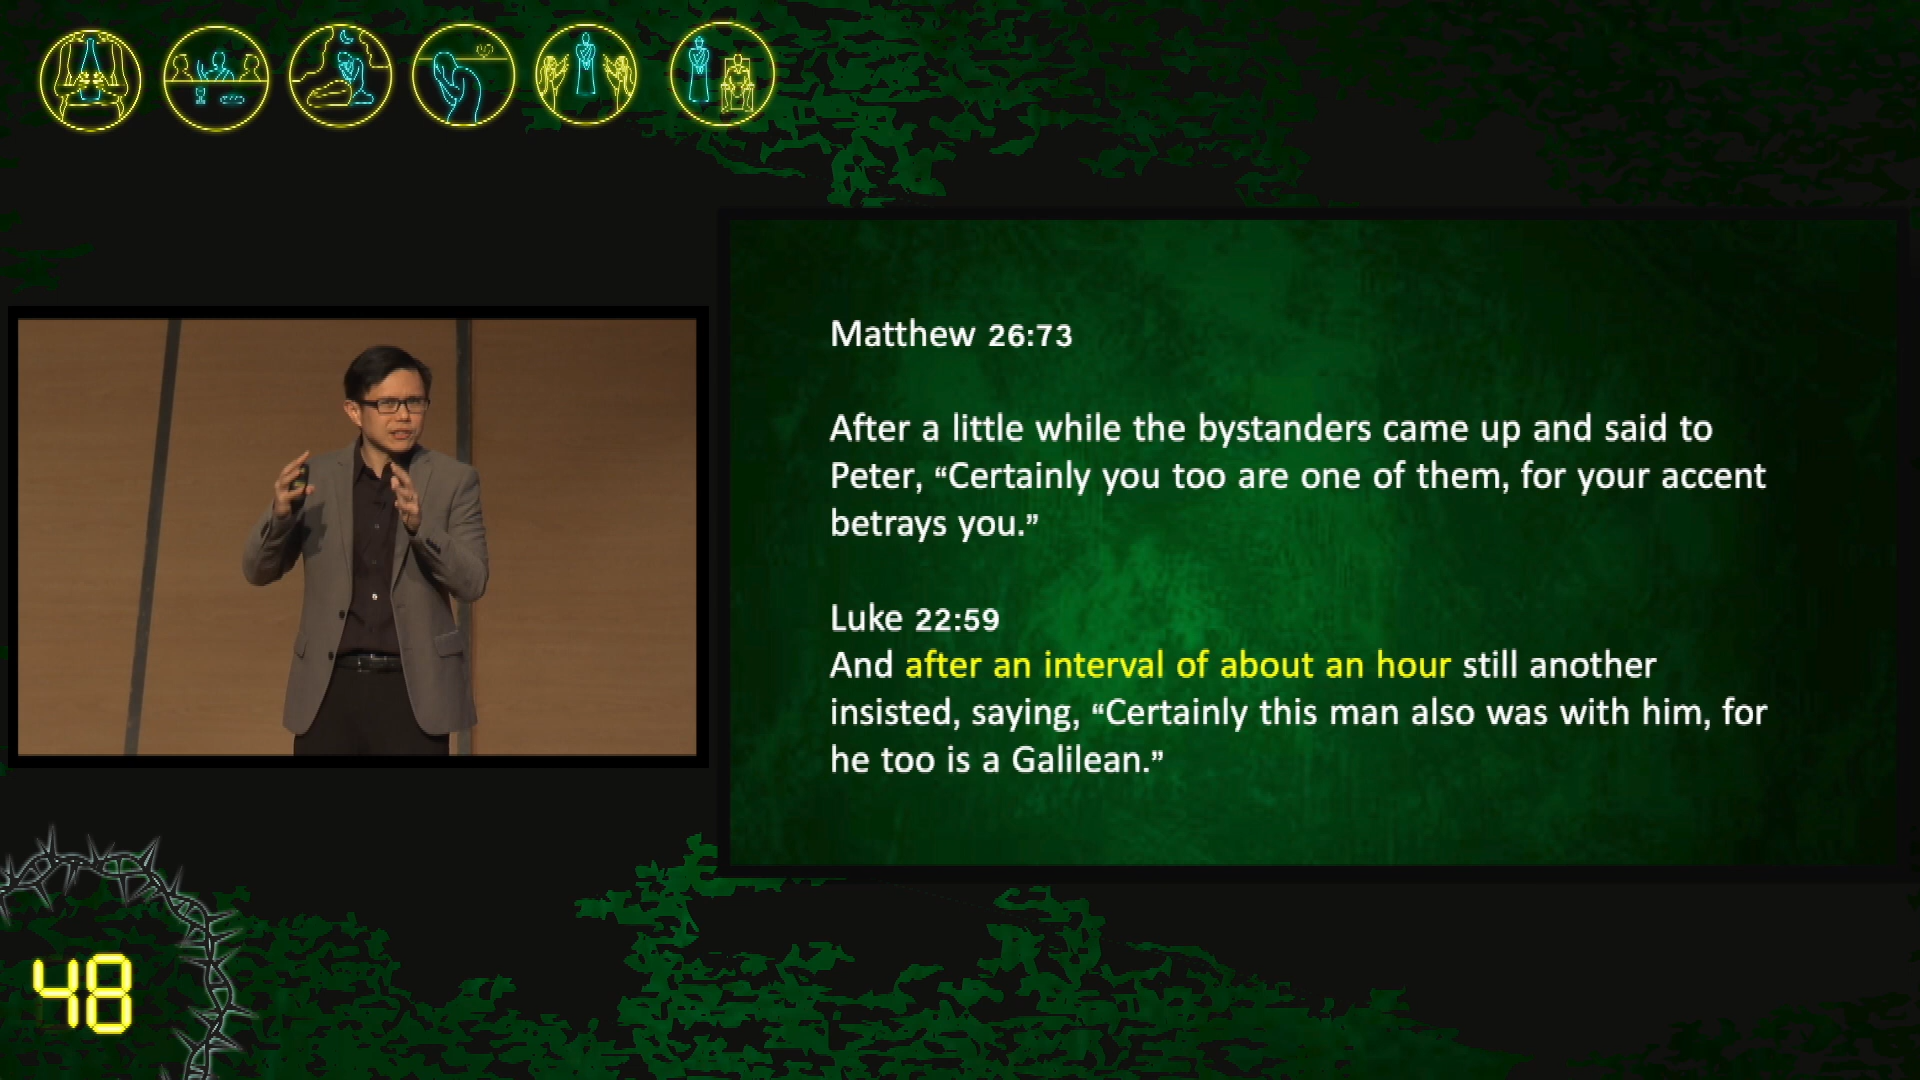 Matthew 26:73
After a little while the bystanders came up and said to
Peter, “Certainly you too are one of them, for your accent
betrays you.”
Luke 22:59
And after an interval of about an hour still another
insisted, saying, “Certainly this man also was with him, for
he too is a Galilean.”
48